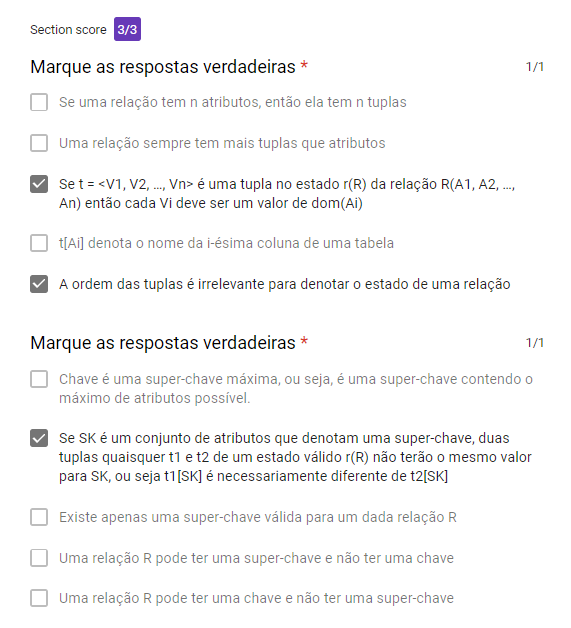 Section score 3/3
Marque as respostas verdadeiras * 1/1
Se uma relação tem n atributos, então ela tem n tuplas
Uma relação sempre tem mais tuplas que atributos
Se t = <V1, V2, ..., Vn> é uma tupla no estado r(R) da relação R(A1, A2, ...,
An) então cada Vi deve ser um valor de dom(Ai)
t[Ai] denota o nome da i-ésima coluna de uma tabela
A ordem das tuplas é irrelevante para denotar o estado de uma relação
Marque as respostas verdadeiras * 1/1
Chave é uma super-chave máxima, ou seja, é uma super-chave contendo o
máximo de atributos possível.
Se SK é um conjunto de atributos que denotam uma super-chave, duas
tuplas quaisquer t1 e t2 de um estado válido r(R) não terão o mesmo valor
para SK, ou seja t1[SK] é necessariamente diferente de t2[SK]
Existe apenas uma super-chave válida para um dada relação R
Uma relação R pode ter uma super-chave e não ter uma chave
Uma relação R pode ter uma chave e não ter uma super-chave